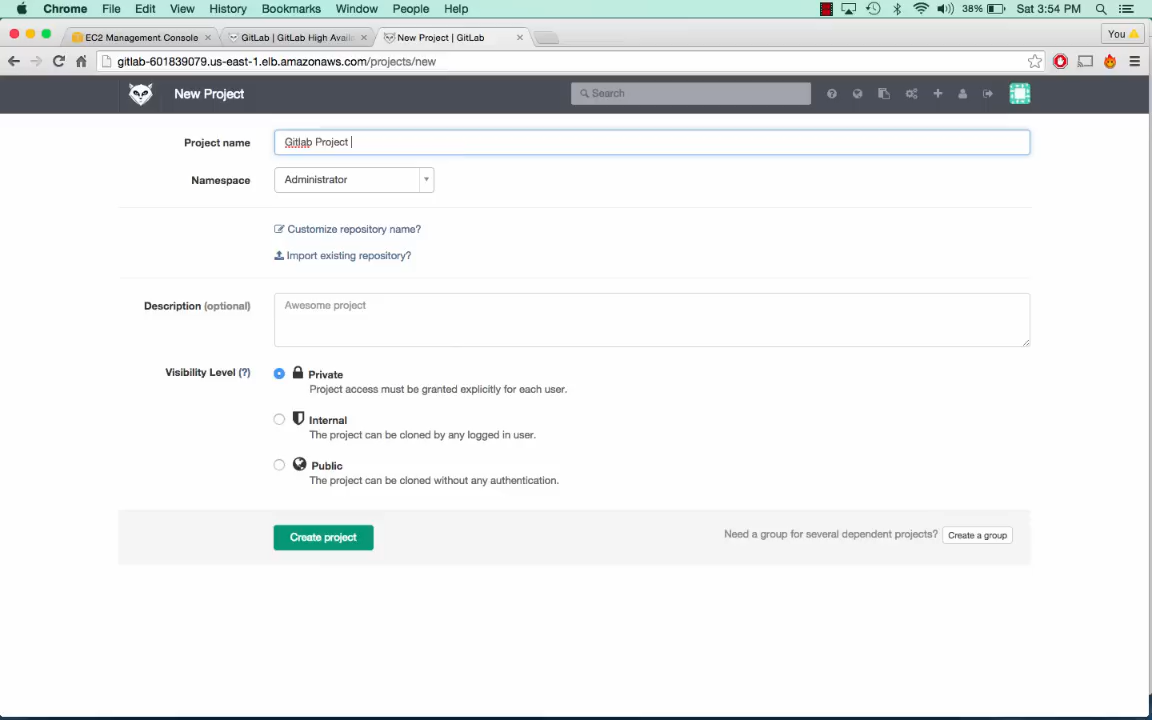 Chrome File Edit View History Bookmarks Window People Help 38% Sat 3:54 PM
EC2 Management Console GitLab | GitLab High Avail New Project | GitLab You
gitlab-601839079.us-east-1.elb.amazonaws.com/projects/new
New Project Search
Project name Gitlab Project
Namespace Administrator
Customize repository name?
Import existing repository?
Description (optional) Awesome project
Visibility Level (?) Private
Project access must be granted explicitly for each user.
Internal
The project can be cloned by any logged in user.
Public
The project can be cloned without any authentication.
Create project Need a group for several dependent projects? Create a group